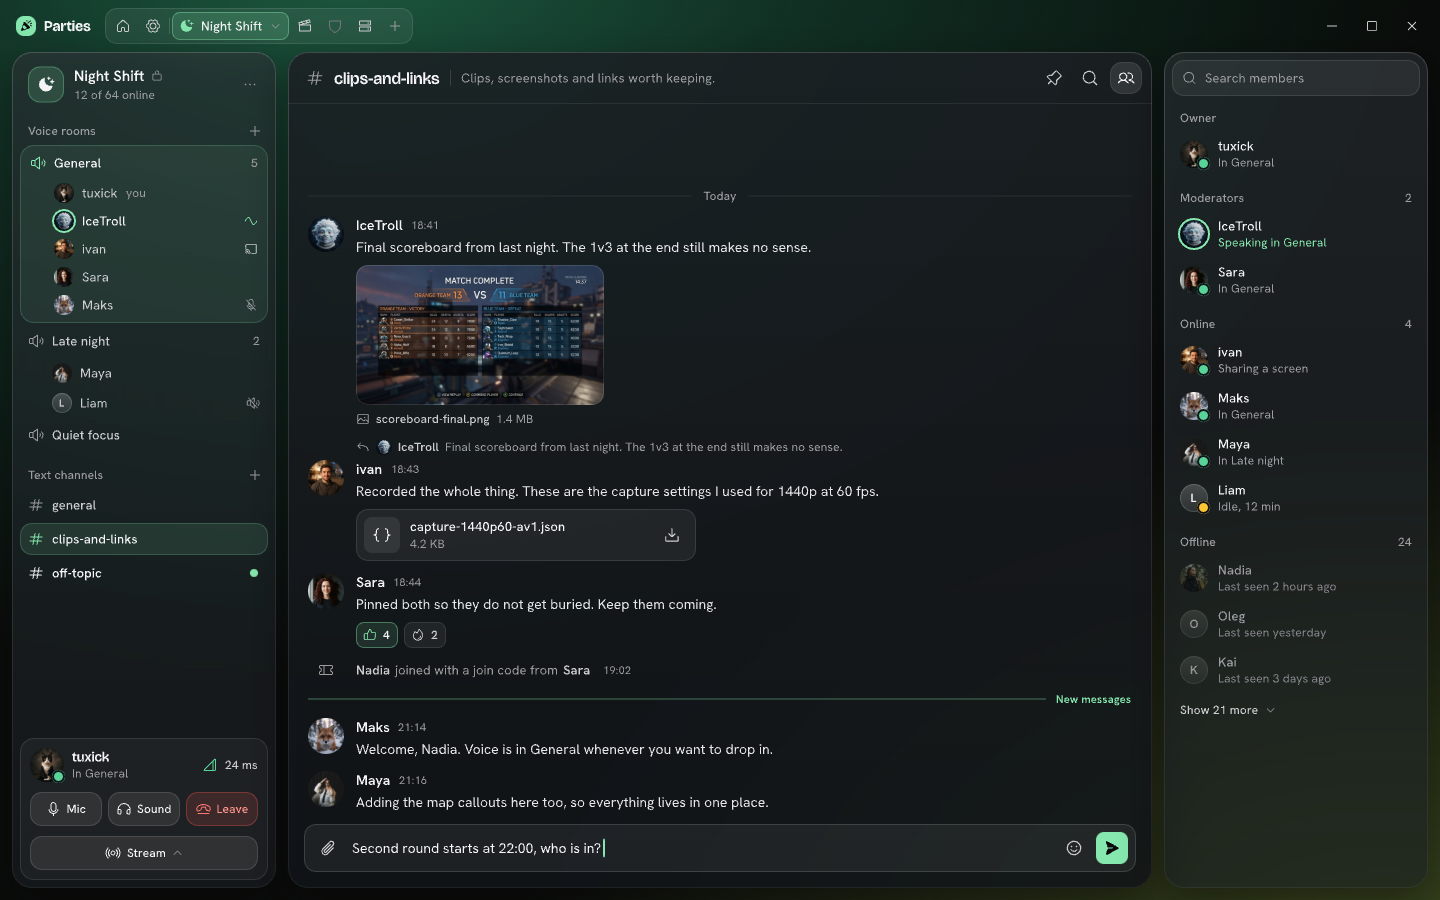 Parties
Night Shift
Night Shift
12 of 64 online
Voice rooms
General 5
tuxick you
IceTroll
ivan
Sara
Maks
Late night 2
Maya
L Liam
Quiet focus
Text channels
# general
# clips-and-links
# off-topic
tuxick
In General
24 ms
Mic Sound Leave
Stream
# clips-and-links Clips, screenshots and links worth keeping.
Today
IceTroll 18:41
Final scoreboard from last night. The 1v3 at the end still makes no sense.
MATCH COMPLETE
14:37
ORANGE TEAM 13 VS 11 BLUE TEAM
scoreboard-final.png 1.4 MB
IceTroll Final scoreboard from last night. The 1v3 at the end still makes no sense.
ivan 18:43
Recorded the whole thing. These are the capture settings I used for 1440p at 60 fps.
{ } capture-1440p60-av1.json
4.2 KB
Sara 18:44
Pinned both so they do not get buried. Keep them coming.
4 2
Nadia joined with a join code from Sara 19:02
New messages
Maks 21:14
Welcome, Nadia. Voice is in General whenever you want to drop in.
Maya 21:16
Adding the map callouts here too, so everything lives in one place.
Second round starts at 22:00, who is in?
Search members
Owner
tuxick
In General
Moderators 2
IceTroll
Speaking in General
Sara
In General
Online 4
ivan
Sharing a screen
Maks
In General
Maya
In Late night
L Liam
Idle, 12 min
Offline 24
Nadia
Last seen 2 hours ago
O Oleg
Last seen yesterday
K Kai
Last seen 3 days ago
Show 21 more